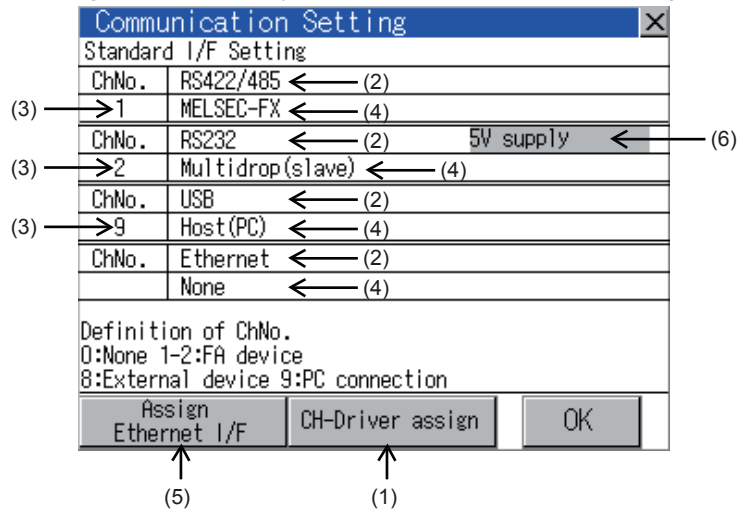 Communication Setting
Standard I/F Setting
ChNo. RS422/485 (2)
(3) 1 MELSEC-FX (4)
ChNo. RS232 (2) 5V supply (6)
(3) 2 Multidrop(slave) (4)
ChNo. USB (2)
(3) 9 Host(PC) (4)
ChNo. Ethernet (2)
None (4)
Definition of ChNo.
0:None 1-2:FA device
8:External device 9:PC connection
Assign
Ethernet I/F
CH-Driver assign
OK
(5) (1)